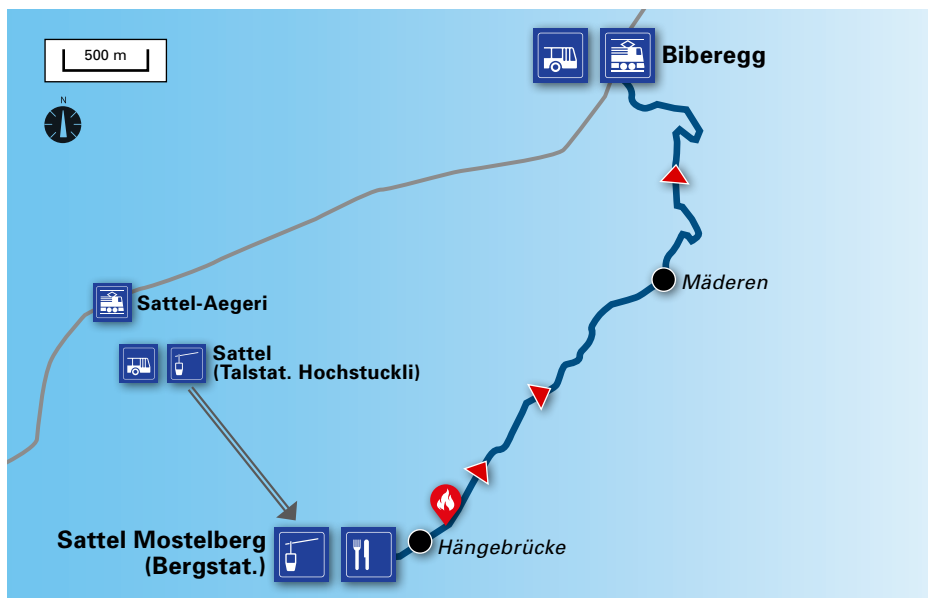 500 m
N
Biberegg
Mäderen
Sattel-Aegeri
Sattel
(Talstat. Hochstuckli)
Sattel Mostelberg
(Bergstat.)
Hängebrücke